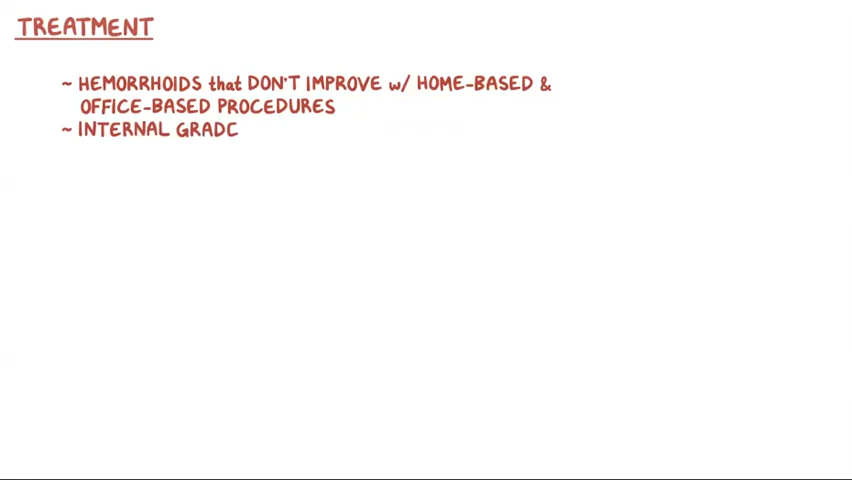 TREATMENT
~ HEMORRHOIDS that DON'T IMPROVE w/ HOME-BASED &
OFFICE-BASED PROCEDURES
~ INTERNAL GRADC